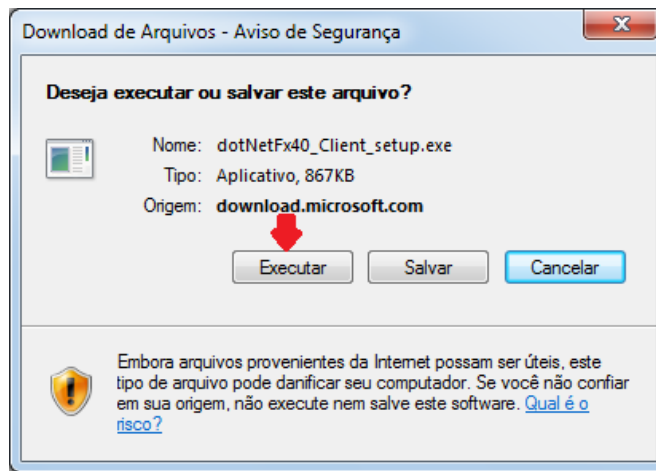 Download de Arquivos - Aviso de Segurança
Deseja executar ou salvar este arquivo?
Nome: dotNetFx40_Client_setup.exe
Tipo: Aplicativo, 867KB
Origem: download.microsoft.com
Executar Salvar Cancelar
Embora arquivos provenientes da Internet possam ser úteis, este
tipo de arquivo pode danificar seu computador. Se você não confiar
em sua origem, não execute nem salve este software. Qual é o
risco?